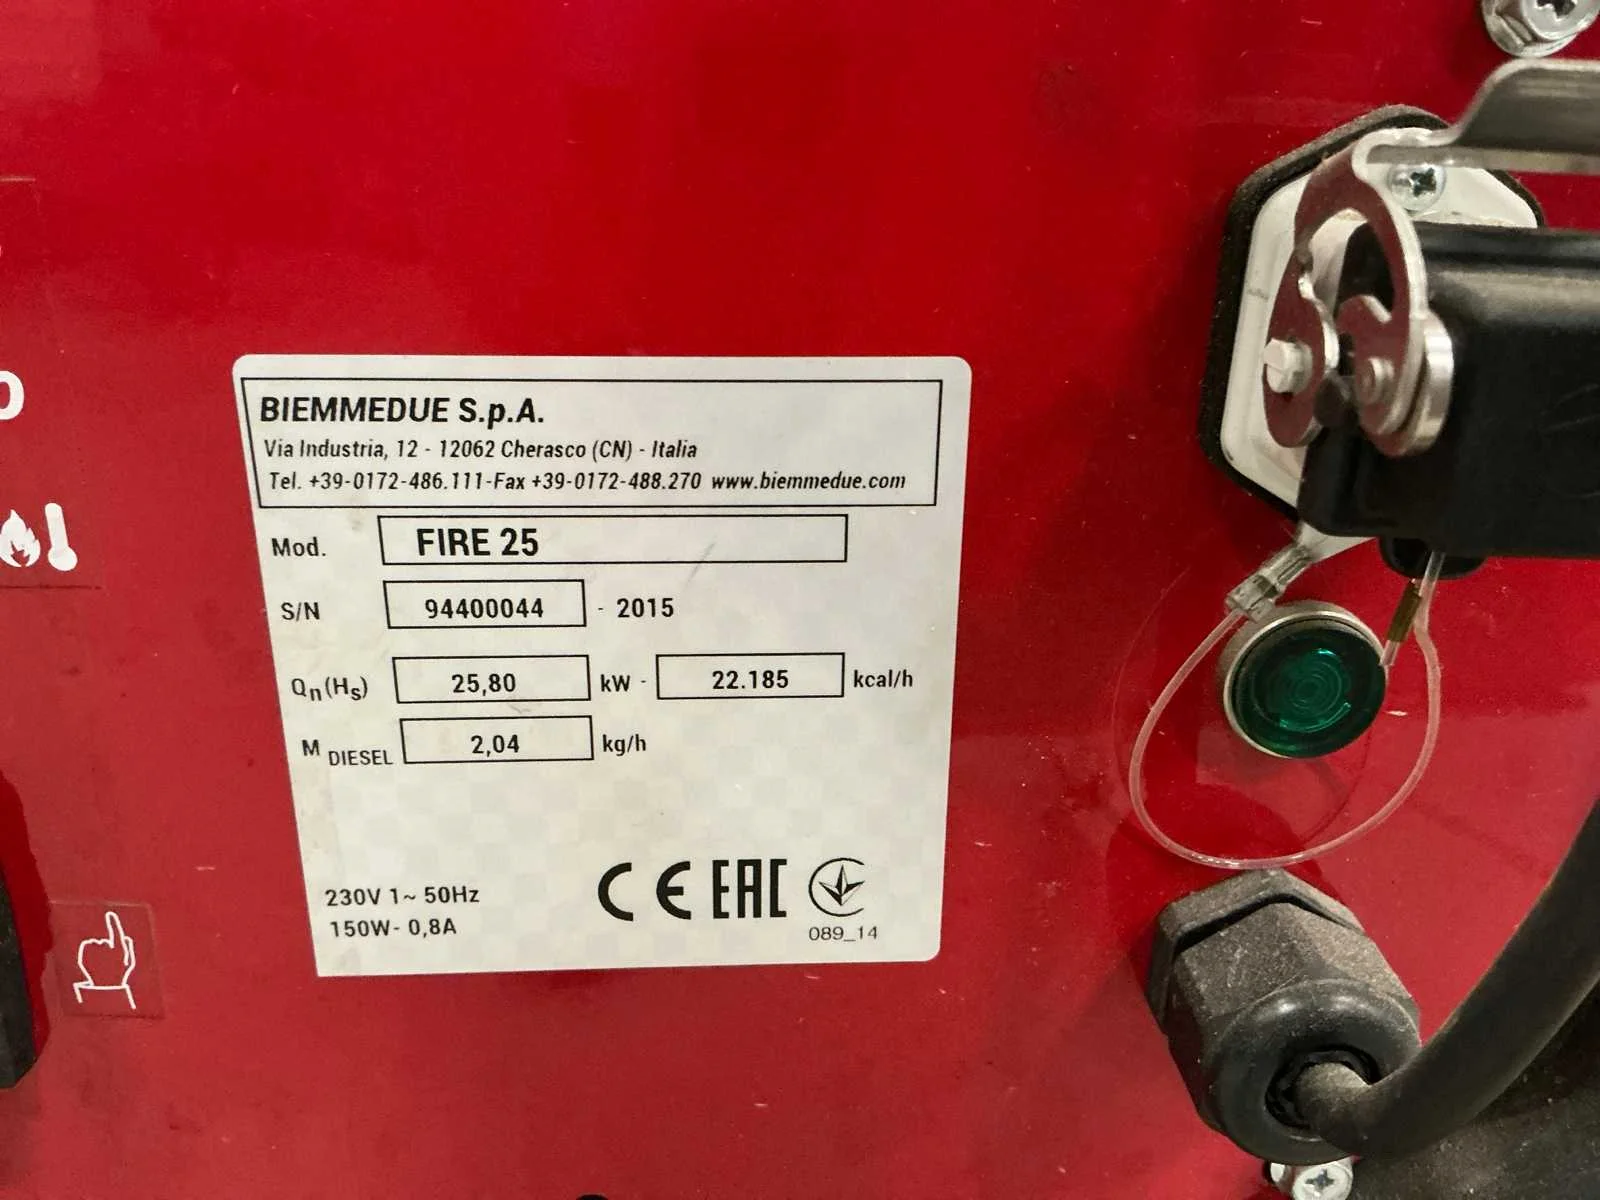 BIEMMEDUE S.p.A.
Via Industria, 12 - 12062 Cherasco (CN) - Italia
Tel. +39-0172-486.111-Fax +39-0172-488.270 www.biemmedue.com
Mod. FIRE 25
S/N 94400044 - 2015
Qn(Hs) 25,80 kW - 22.185 kcal/h
M DIESEL 2,04 kg/h
230V 1~ 50Hz
150W- 0,8A
CE EAC
089_14